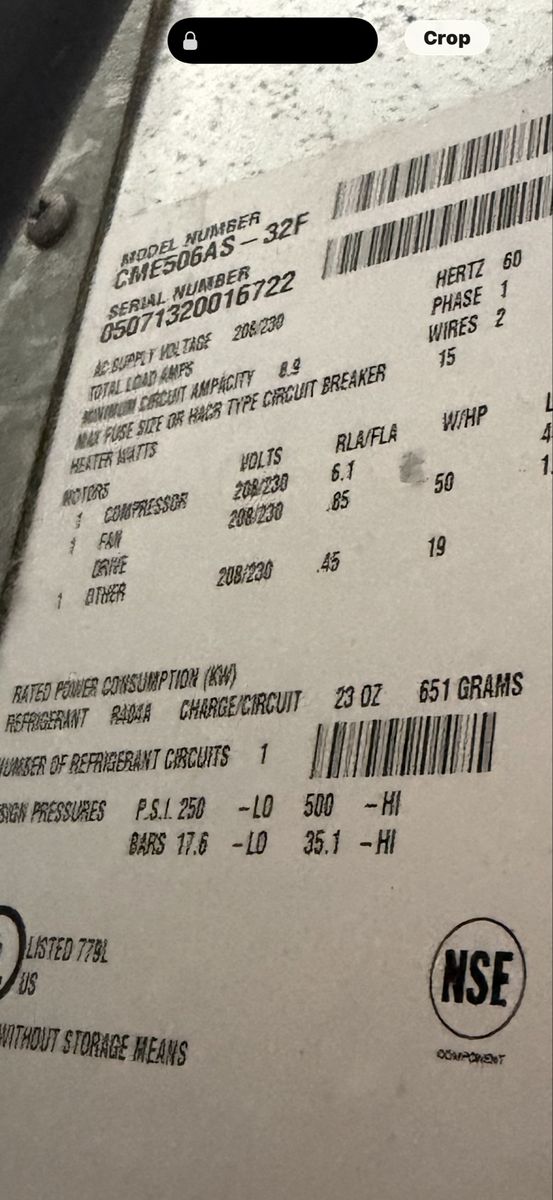 Crop
MODEL NUMBER
CME506AS-32F
SERIAL NUMBER
05071320016722
AC SUPPLY VOLTAGE 208/230 HERTZ 60
TOTAL LOAD AMPS PHASE 1
MINIMUM CIRCUIT AMPACITY 8.9 WIRES 2
MAX FUSE SIZE OR HACR TYPE CIRCUIT BREAKER 15
HEATER WATTS
MOTORS VOLTS RLA/FLA W/HP L
1 COMPRESSOR 208/230 6.1
1 FAN 208/230 .85 50 1.
DRIVE
1 OTHER 208/230 .45 19
RATED POWER CONSUMPTION (KW)
REFRIGERANT R404A CHARGE/CIRCUIT 23 OZ 651 GRAMS
NUMBER OF REFRIGERANT CIRCUITS 1
SIGN PRESSURES P.S.I. 250 -LO 500 -HI
BARS 17.6 -LO 35.1 -HI
LISTED 779L
US
WITHOUT STORAGE MEANS
NSE
COMPONENT